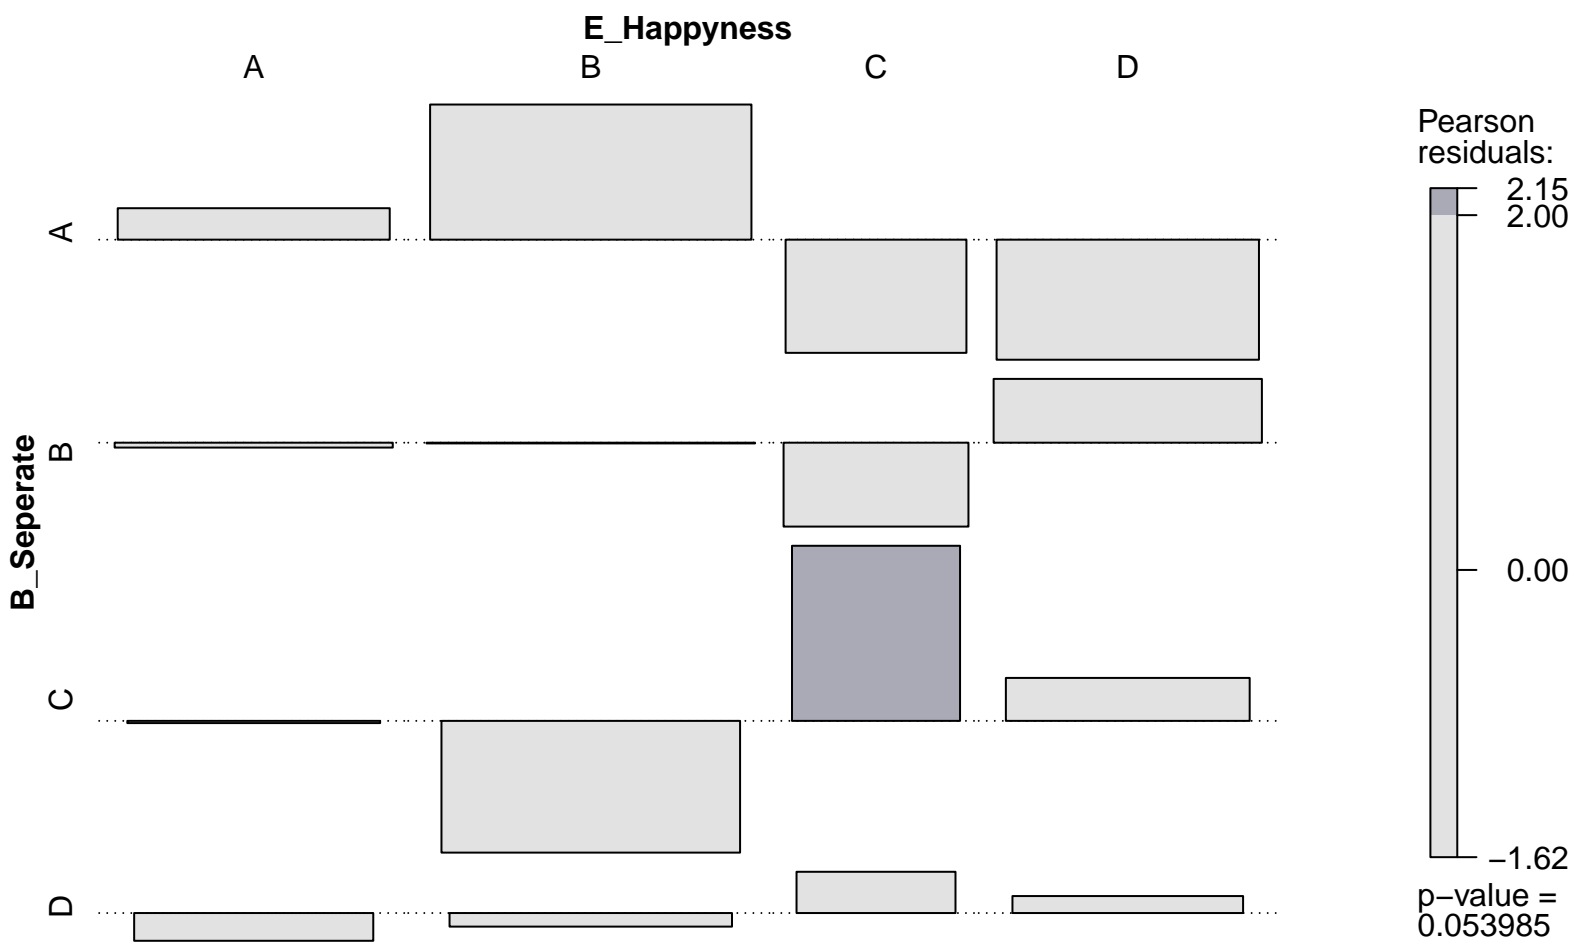 E_Happyness
A B C D
Pearson
residuals:
2.15
2.00
0.00
−1.62
p−value =
0.053985
B_Seperate
A
B
C
D